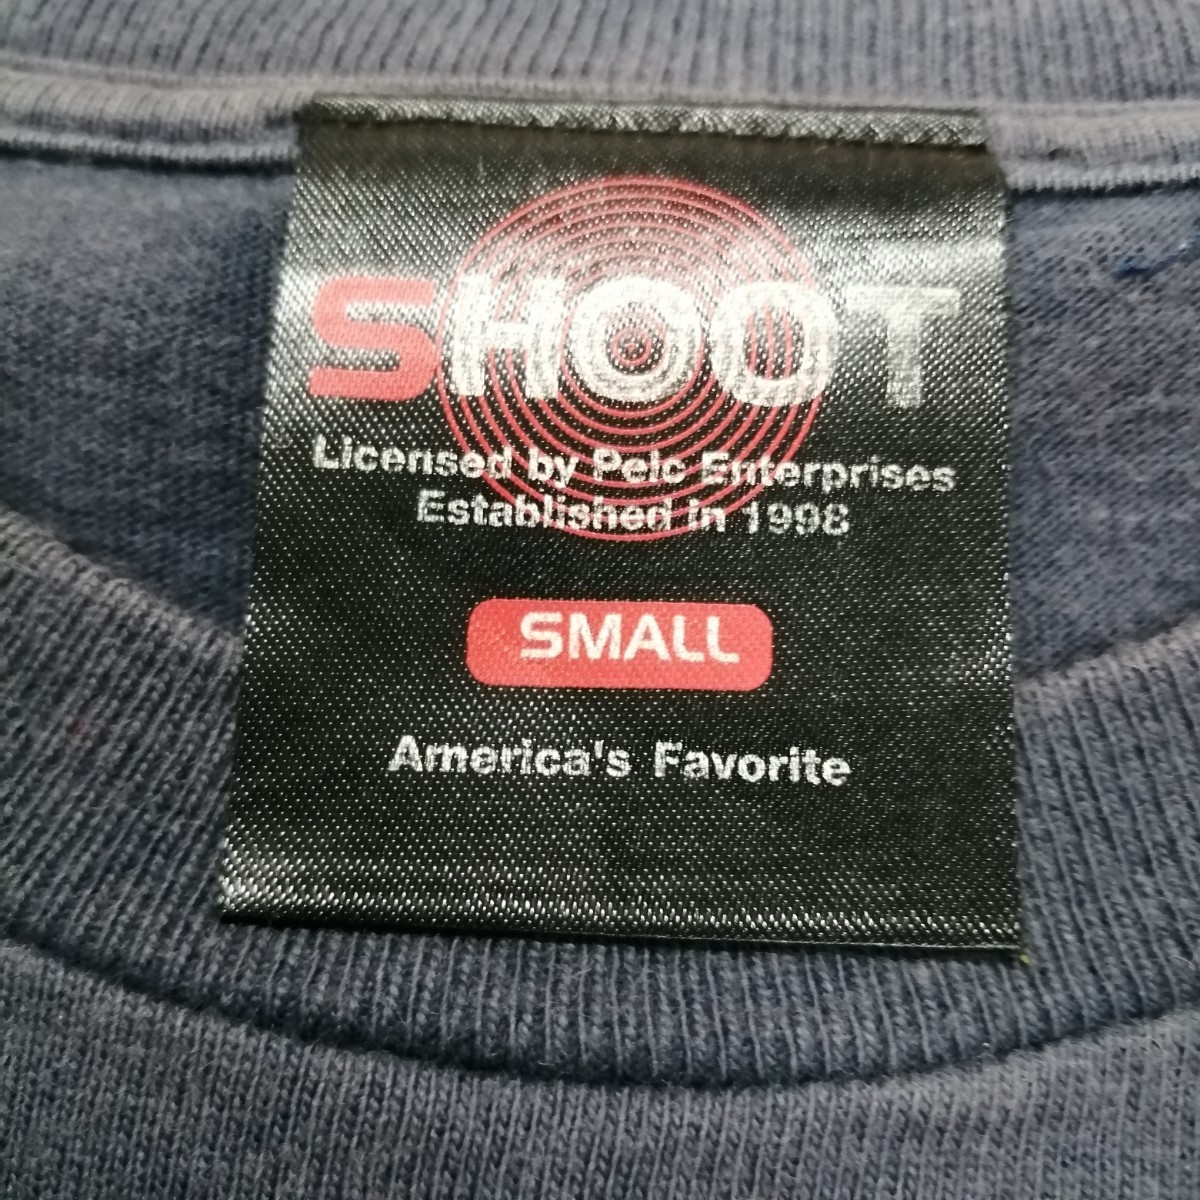 SHOOT
Licensed by Pelc Enterprises
Established in 1998
SMALL
America's Favorite